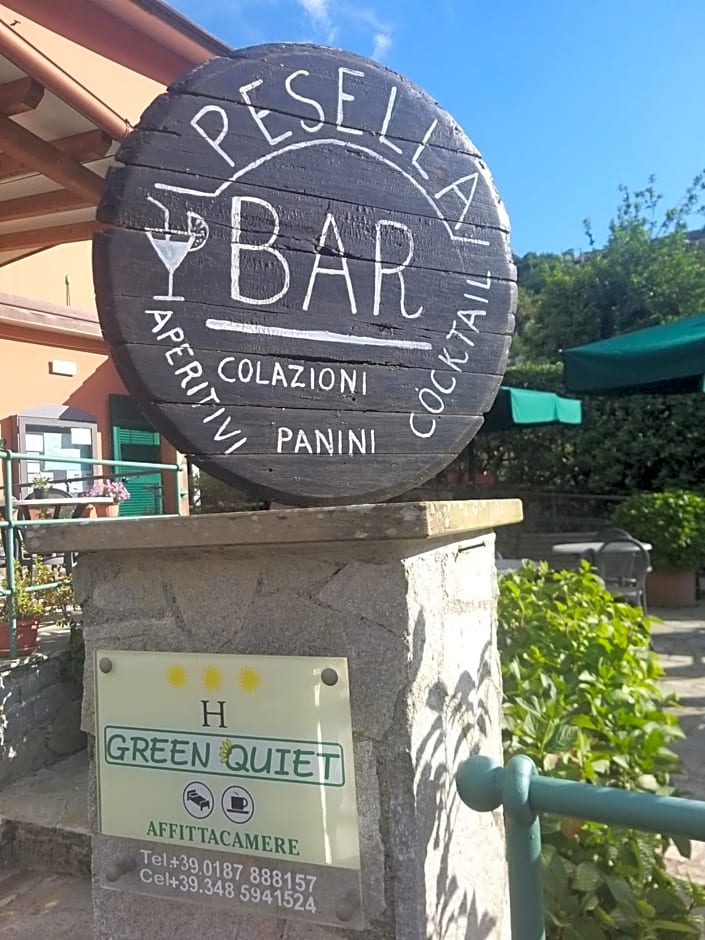 PESELLA
BAR
APERITIVI
COLAZIONI
PANINI
COCKTAIL
H
GREEN QUIET
AFFITTACAMERE
Tel.+39.0187 888157
Cel+39.348 5941524